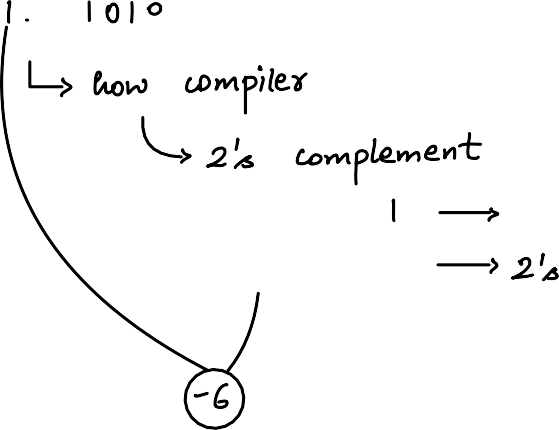 1. 1010
how compiler
2's complement
1
2's
-6